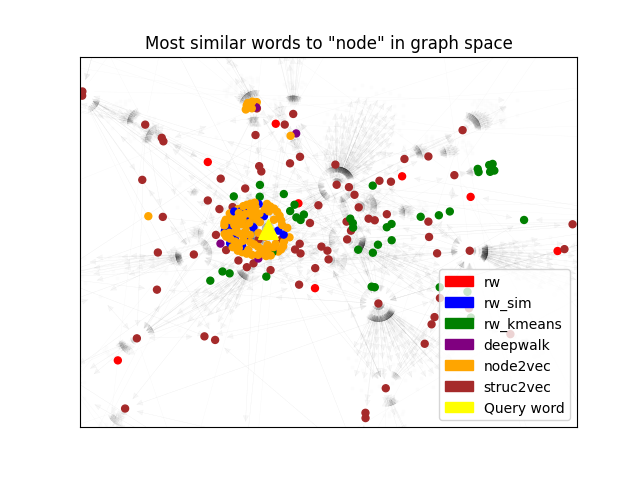 Most similar words to "node" in graph space
rw
rw_sim
rw_kmeans
deepwalk
node2vec
struc2vec
Query word